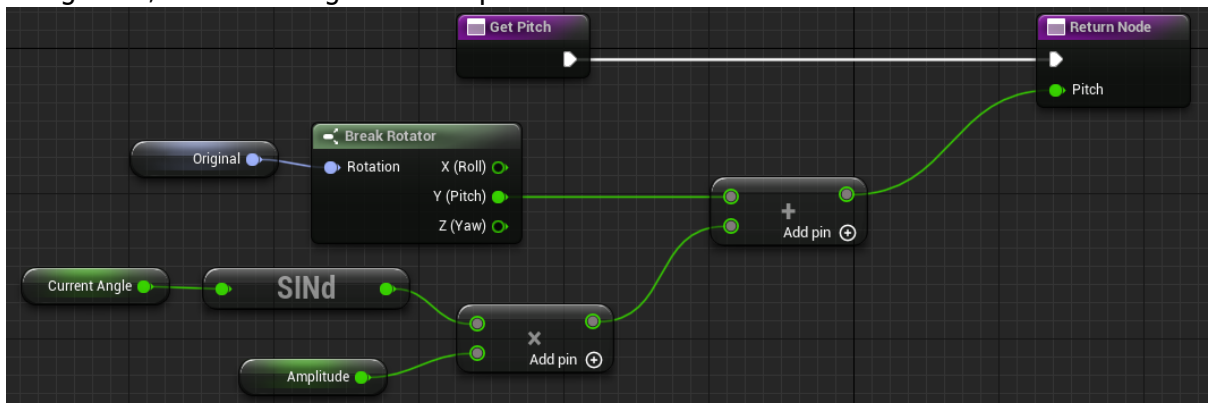 Get Pitch
Return Node
Pitch
Break Rotator
Original
Rotation
X (Roll)
Y (Pitch)
Z (Yaw)
+
Add pin
Current Angle
SINd
×
Add pin
Amplitude